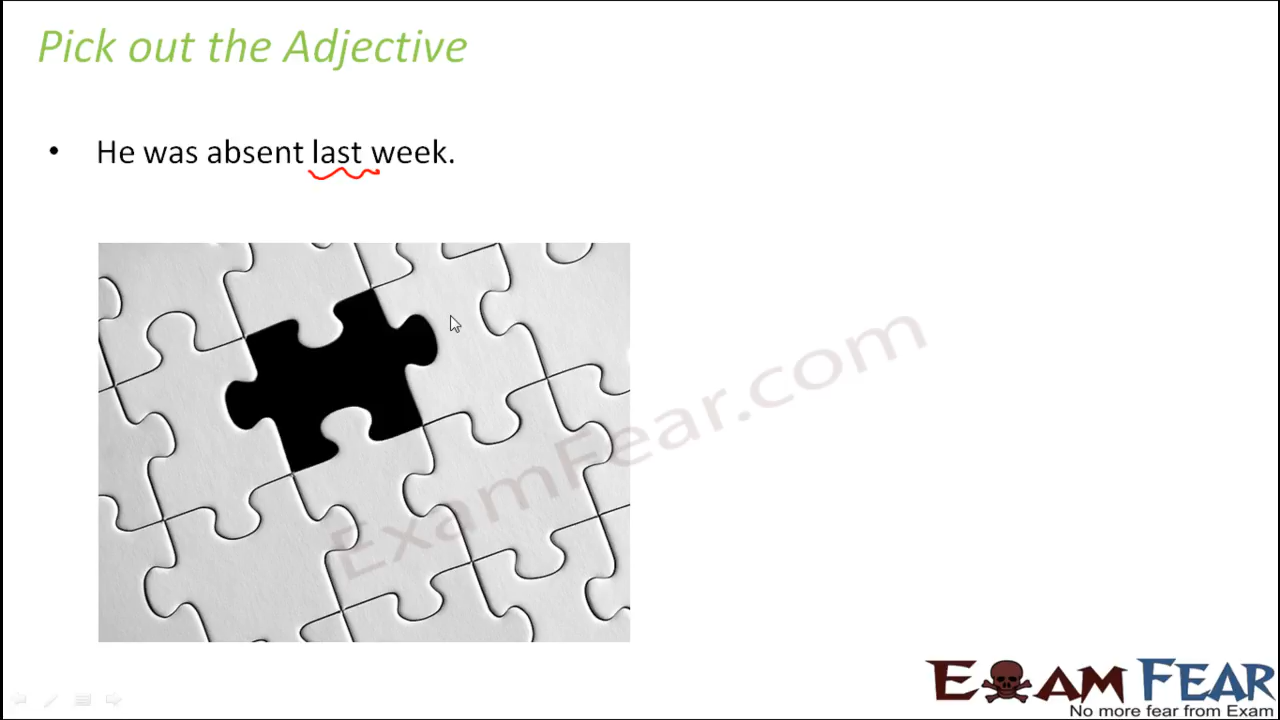 Pick out the Adjective
• He was absent last week.
ExamFear.com
EXAM FEAR
No more fear from Exam